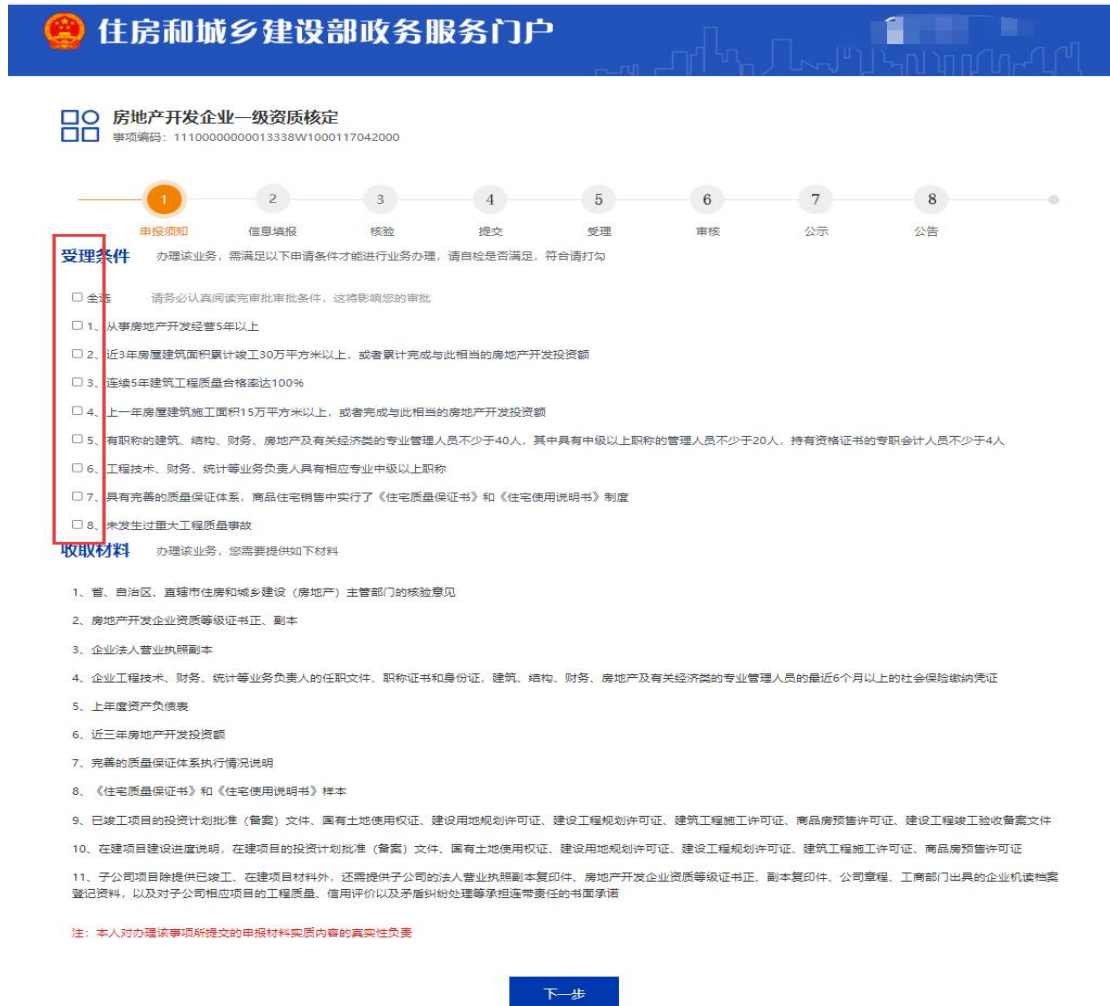 住房和城乡建设部政务服务门户
房地产开发企业一级资质核定
事项编码：11100000000013338W1000117042000
1 2 3 4 5 6 7 8
申报须知 信息填报 核验 提交 受理 审核 公示 公告
受理条件 办理该业务，需满足以下申请条件才能进行业务办理，请自检是否满足，符合请打勾
全选 请务必认真阅读完审批审批条件，这将影响您的审批
1、从事房地产开发经营5年以上
2、近3年房屋建筑面积累计竣工30万平方米以上，或者累计完成与此相当的房地产开发投资额
3、连续5年建筑工程质量合格率达100%
4、上一年房屋建筑施工面积15万平方米以上，或者完成与此相当的房地产开发投资额
5、有职称的建筑、结构、财务、房地产及有关经济类的专业管理人员不少于40人，其中具有中级以上职称的管理人员不少于20人，持有资格证书的专职会计人员不少于4人
6、工程技术、财务、统计等业务负责人具有相应专业中级以上职称
7、具有完善的质量保证体系，商品住宅销售中实行了《住宅质量保证书》和《住宅使用说明书》制度
8、未发生过重大工程质量事故
收取材料 办理该业务，您需要提供如下材料
1、省、自治区、直辖市住房和城乡建设（房地产）主管部门的核验意见
2、房地产开发企业资质等级证书正、副本
3、企业法人营业执照副本
4、企业工程技术、财务、统计等业务负责人的任职文件、职称证书和身份证，建筑、结构、财务、房地产及有关经济类的专业管理人员的最近6个月以上的社会保险缴纳凭证
5、上年度资产负债表
6、近三年房地产开发投资额
7、完善的质量保证体系执行情况说明
8、《住宅质量保证书》和《住宅使用说明书》样本
9、已竣工项目的投资计划批准（备案）文件、国有土地使用权证、建设用地规划许可证、建设工程规划许可证、建筑工程施工许可证、商品房预售许可证、建设工程竣工验收备案文件
10、在建项目建设进度说明，在建项目的投资计划批准（备案）文件、国有土地使用权证、建设用地规划许可证、建设工程规划许可证、建筑工程施工许可证、商品房预售许可证
11、子公司项目除提供已竣工、在建项目材料外，还需提供子公司的法人营业执照副本复印件、房地产开发企业资质等级证书正、副本复印件、公司章程、工商部门出具的企业机读档案
登记资料，以及对子公司相应项目的工程质量、信用评价以及矛盾纠纷处理等承担连带责任的书面承诺
注：本人对办理该事项所提交的申报材料实质内容的真实性负责
下一步